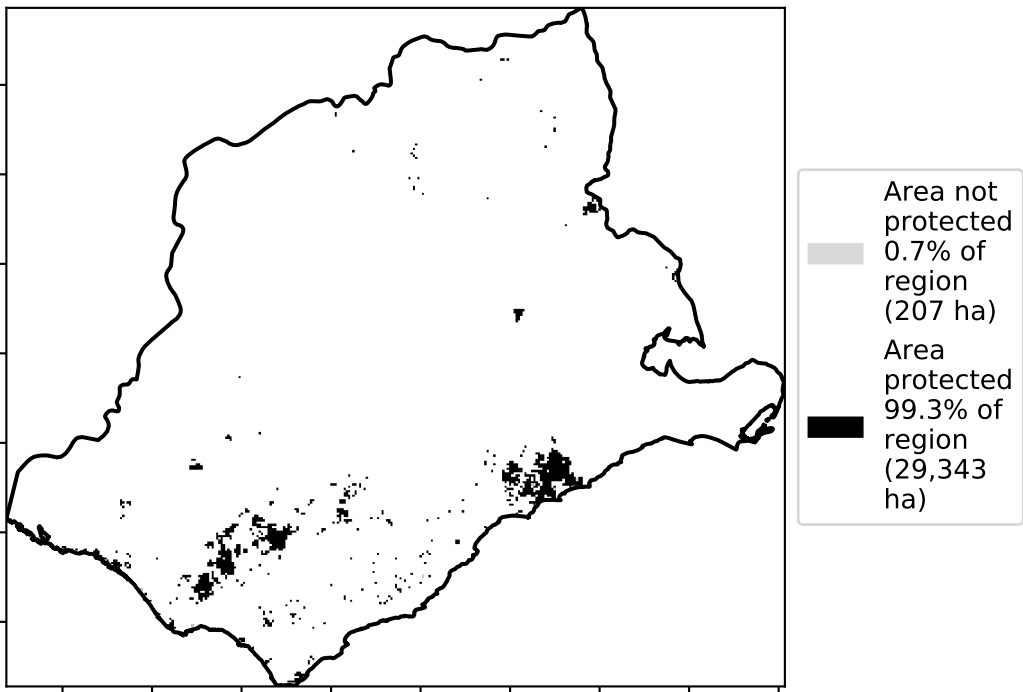 Area not
protected
0.7% of
region
(207 ha)
Area
protected
99.3% of
region
(29,343
ha)